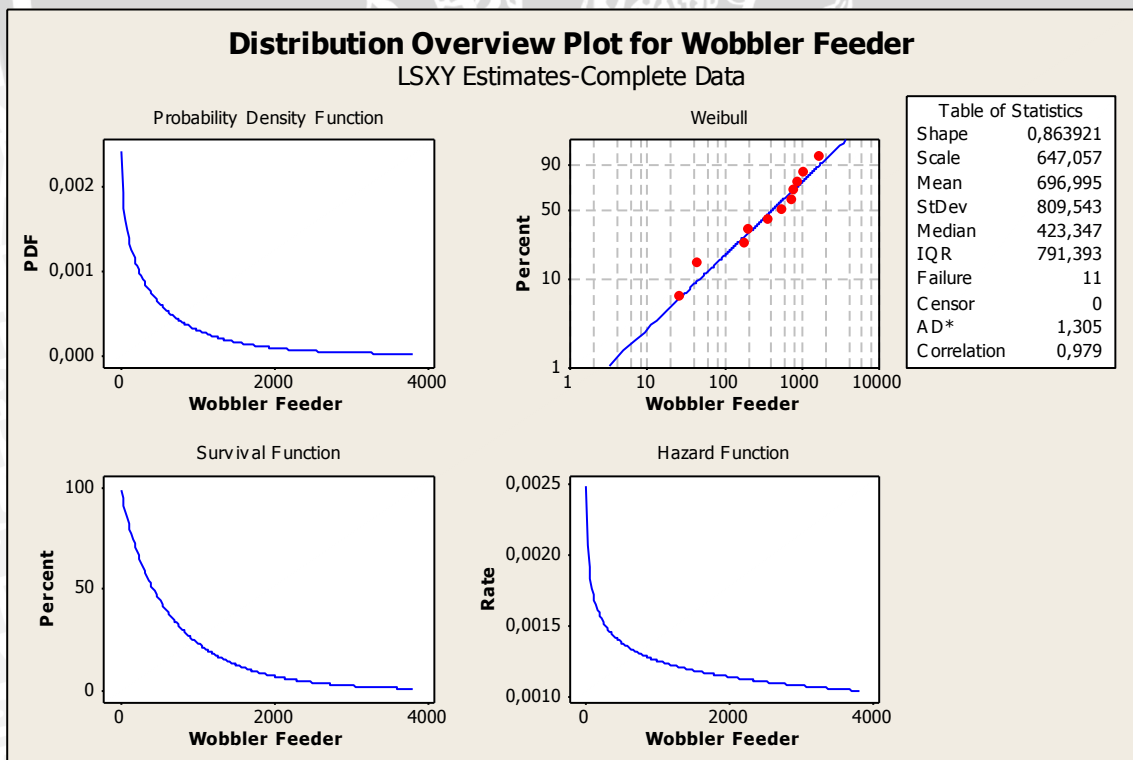 Distribution Overview Plot for Wobbler Feeder
LSXY Estimates-Complete Data
Probability Density Function
0,002
0,001
0,000
PDF
0 2000 4000
Wobbler Feeder
Weibull
90
50
10
1
Percent
1 10 100 1000 10000
Wobbler Feeder
Table of Statistics
Shape 0,863921
Scale 647,057
Mean 696,995
StDev 809,543
Median 423,347
IQR 791,393
Failure 11
Censor 0
AD* 1,305
Correlation 0,979
Survival Function
100
50
0
Percent
0 2000 4000
Wobbler Feeder
Hazard Function
0,0025
0,0020
0,0015
0,0010
Rate
0 2000 4000
Wobbler Feeder